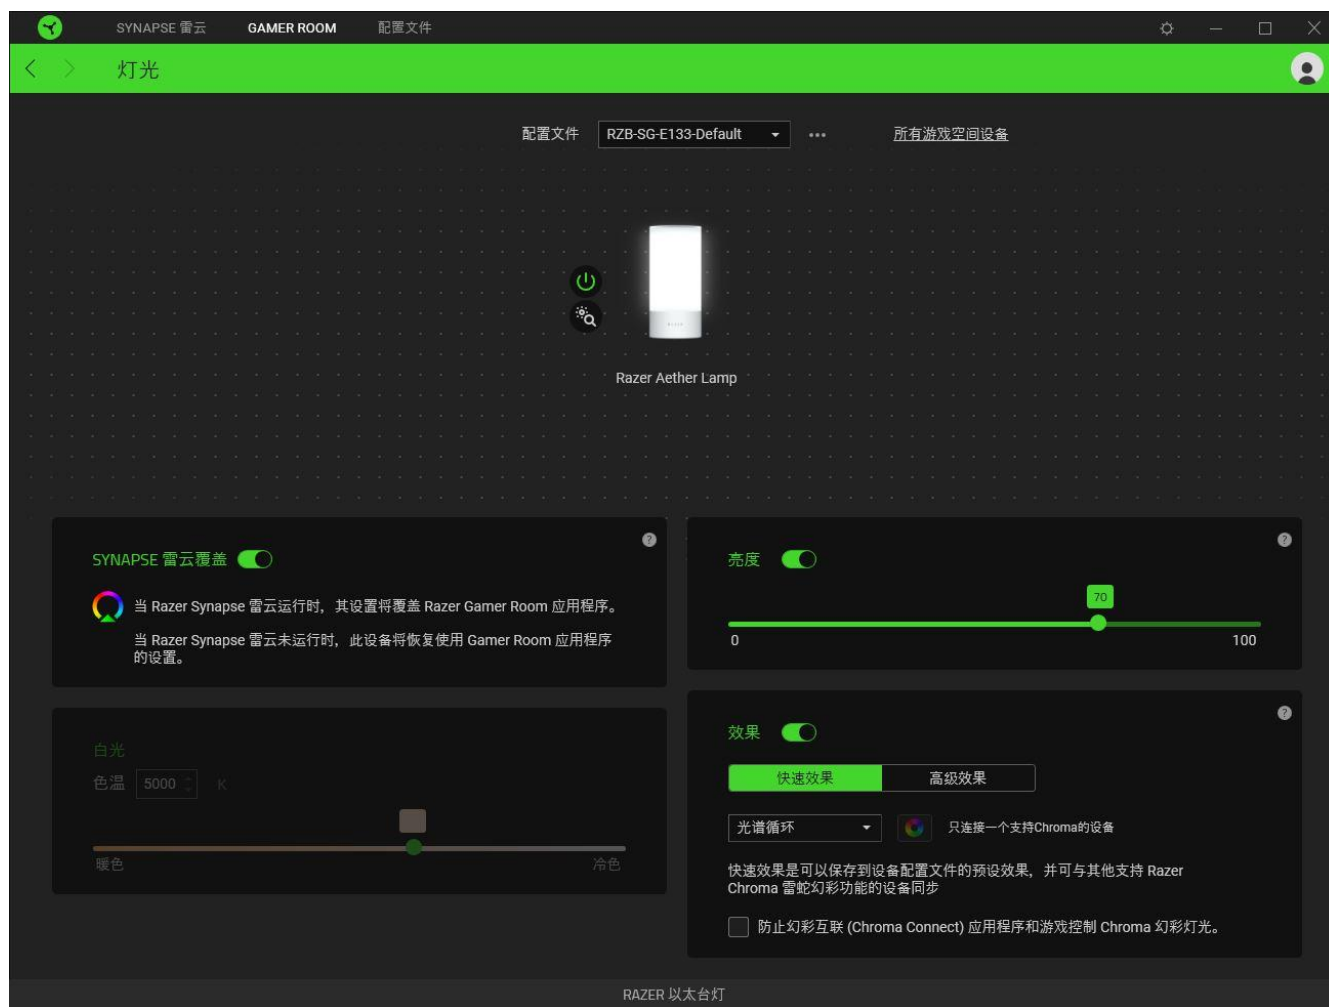 SYNAPSE 雷云 GAMER ROOM 配置文件
灯光
配置文件 RZB-SG-E133-Default 所有游戏空间设备
RAZER
Razer Aether Lamp
SYNAPSE 雷云覆盖
当 Razer Synapse 雷云运行时，其设置将覆盖 Razer Gamer Room 应用程序。
当 Razer Synapse 雷云未运行时，此设备将恢复使用 Gamer Room 应用程序
的设置。
白光
色温 5000 K
暖色 冷色
亮度
70
0 100
效果
快速效果 高级效果
光谱循环 只连接一个支持Chroma的设备
快速效果是可以保存到设备配置文件的预设效果，并可与其他支持 Razer
Chroma 雷蛇幻彩功能的设备同步
防止幻彩互联 (Chroma Connect) 应用程序和游戏控制 Chroma 幻彩灯光。
RAZER 以太台灯